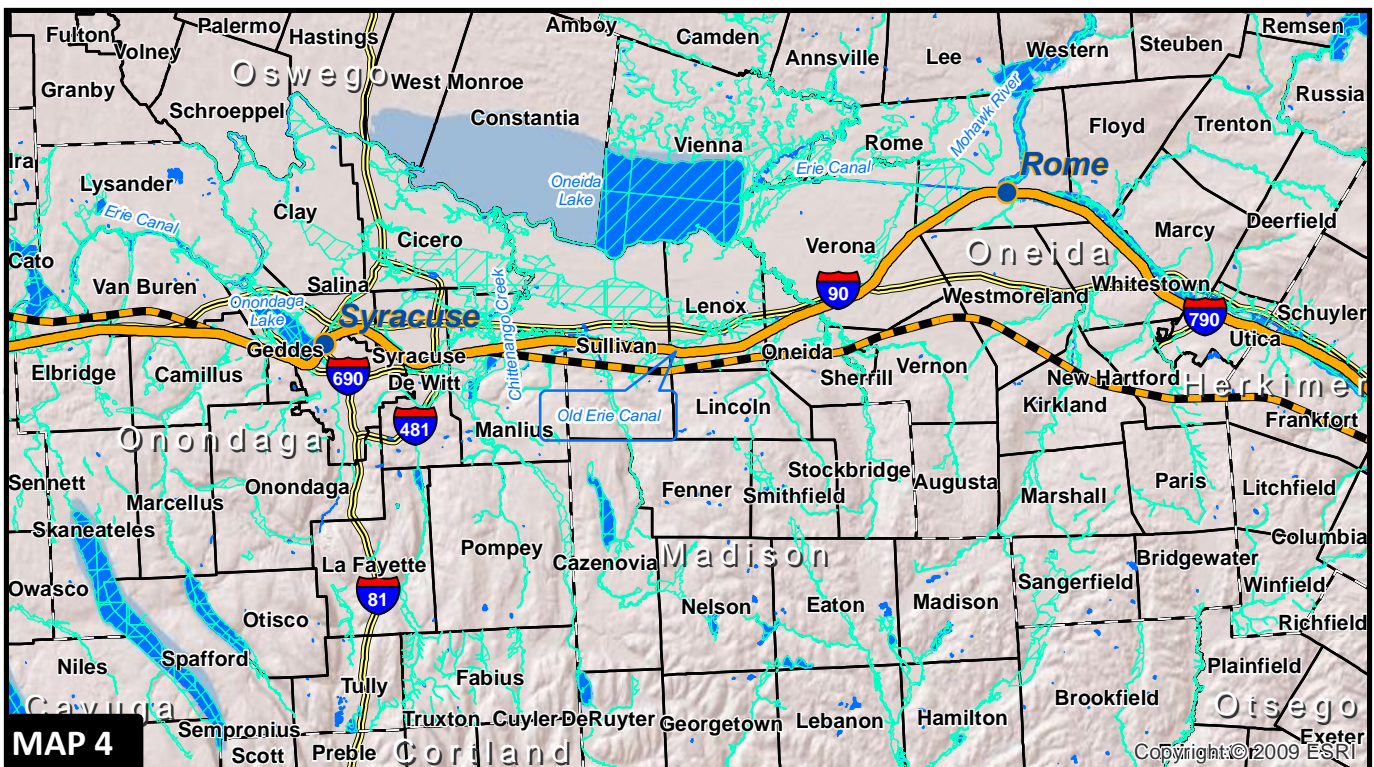 Fulton
Volney
Palermo
Hastings
Amboy
Camden
Annsville
Lee
Western
Steuben
Remsen
Oswego
West Monroe
Granby
Schroeppel
Constantia
Vienna
Rome
Mohawk River
Floyd
Trenton
Russia
Ira
Lysander
Oneida
Lake
Erie Canal
Rome
Erie Canal
Clay
Cicero
Verona
Oneida
Marcy
Deerfield
Cato
Van Buren
Salina
Chittenango Creek
90
Westmoreland
Whitestown
Onondaga
Lake
Syracuse
Lenox
790
Schuyler
Geddes
Syracuse
Sullivan
Oneida
Utica
Elbridge
Camillus
690
De Witt
Sherrill
Vernon
New Hartford
Herkimer
Old Erie Canal
Lincoln
Kirkland
Frankfort
Onondaga
481
Manlius
Sennett
Marcellus
Onondaga
Fenner
Smithfield
Stockbridge
Augusta
Marshall
Paris
Litchfield
Skaneateles
La Fayette
Pompey
Cazenovia
Madison
Bridgewater
Columbia
Owasco
81
Nelson
Eaton
Madison
Sangerfield
Winfield
Otisco
Richfield
Niles
Spafford
Tully
Fabius
Plainfield
Cayuga
Brookfield
Otsego
Sempronius
Truxton
Cuyler
DeRuyter
Georgetown
Lebanon
Hamilton
Exeter
MAP 4
Scott
Preble
Cortland
Copyright:© 2009 ESRI